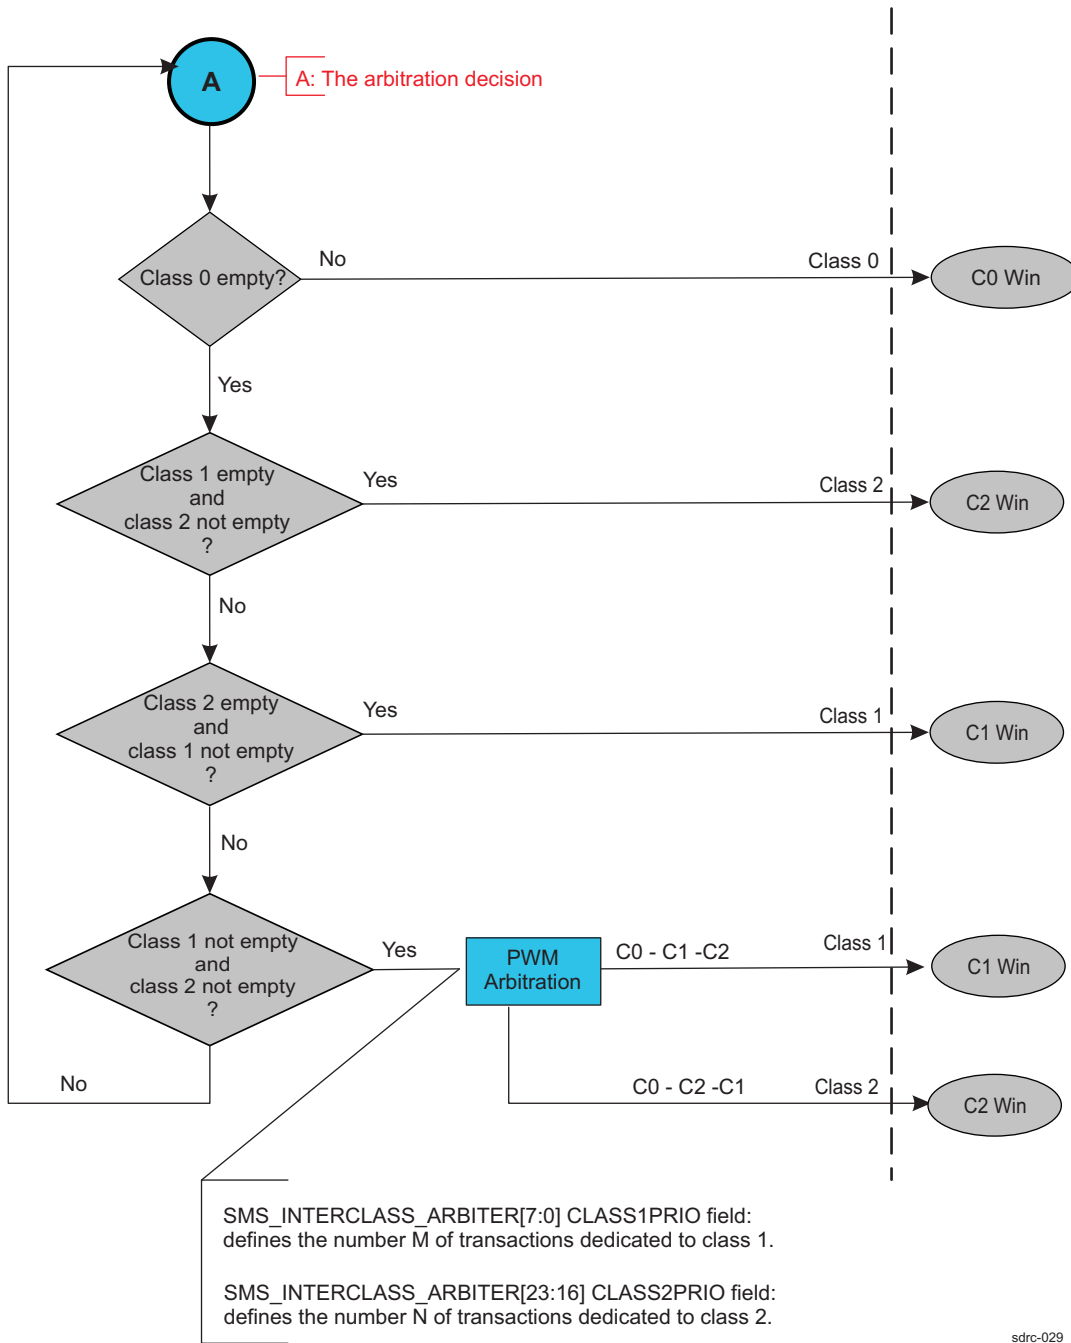 A
A: The arbitration decision
Class 0 empty?
No
Class 0
C0 Win
Yes
Class 1 empty
and
class 2 not empty
?
Yes
Class 2
C2 Win
No
Class 2 empty
and
class 1 not empty
?
Yes
Class 1
C1 Win
No
Class 1 not empty
and
class 2 not empty
?
Yes
PWM
Arbitration
C0 - C1 -C2
Class 1
C1 Win
No
C0 - C2 -C1
Class 2
C2 Win
SMS_INTERCLASS_ARBITER[7:0] CLASS1PRIO field:
defines the number M of transactions dedicated to class 1.
SMS_INTERCLASS_ARBITER[23:16] CLASS2PRIO field:
defines the number N of transactions dedicated to class 2.
sdrc-029